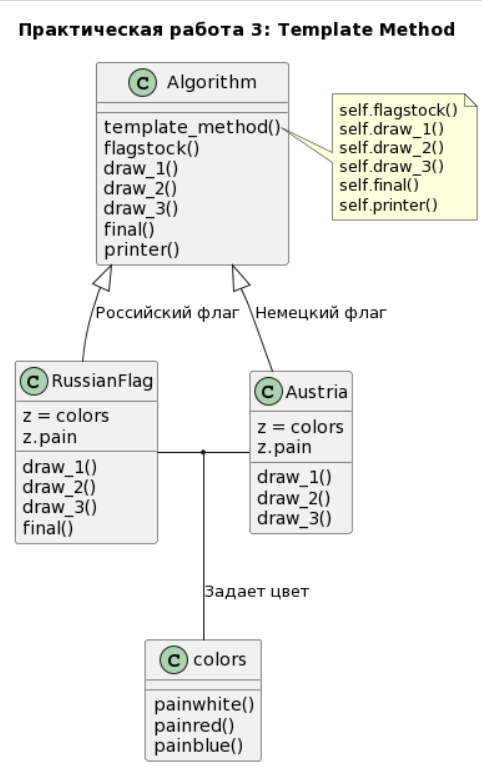 Практическая работа 3: Template Method
C Algorithm
template_method()
flagstock()
draw_1()
draw_2()
draw_3()
final()
printer()
self.flagstock()
self.draw_1()
self.draw_2()
self.draw_3()
self.final()
self.printer()
Российский флаг
Немецкий флаг
C RussianFlag
z = colors
z.pain
draw_1()
draw_2()
draw_3()
final()
C Austria
z = colors
z.pain
draw_1()
draw_2()
draw_3()
Задает цвет
C colors
painwhite()
painred()
painblue()